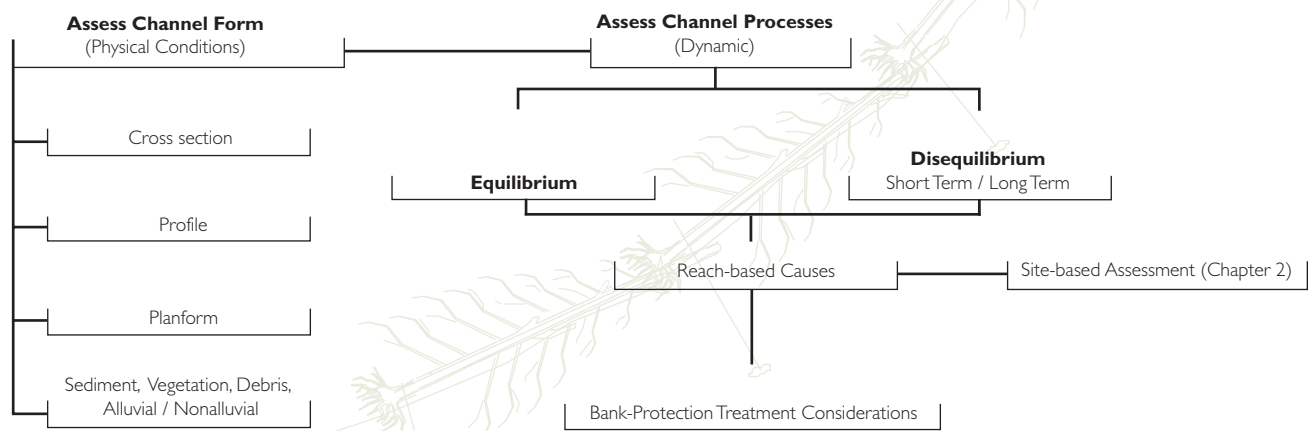 Assess Channel Form
(Physical Conditions)
Assess Channel Processes
(Dynamic)
Cross section
Profile
Planform
Sediment, Vegetation, Debris,
Alluvial / Nonalluvial
Equilibrium
Disequilibrium
Short Term / Long Term
Reach-based Causes
Site-based Assessment (Chapter 2)
Bank-Protection Treatment Considerations